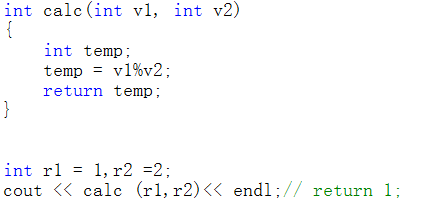 int calc(int v1, int v2)
{
    int temp;
    temp = v1%v2;
    return temp;
}
int r1 = 1,r2 =2;
cout << calc (r1,r2)<< endl;// return 1;